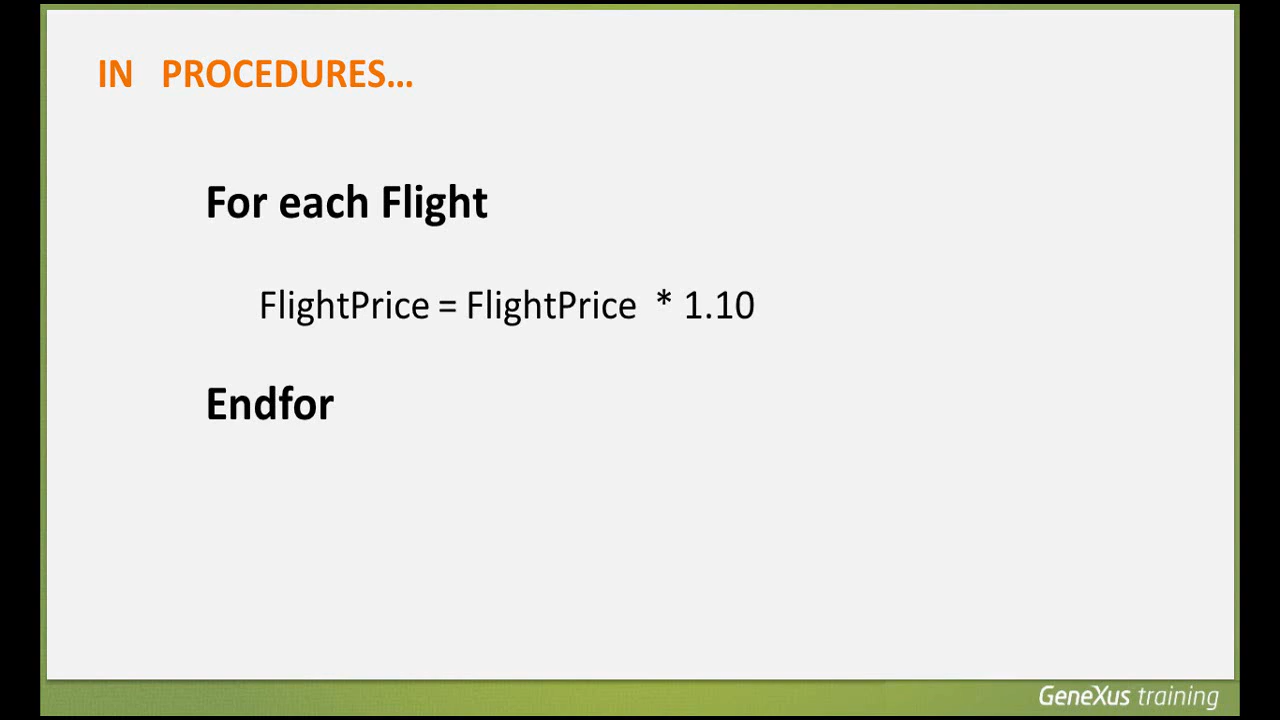 IN PROCEDURES...
For each Flight
FlightPrice = FlightPrice * 1.10
Endfor
GeneXus training